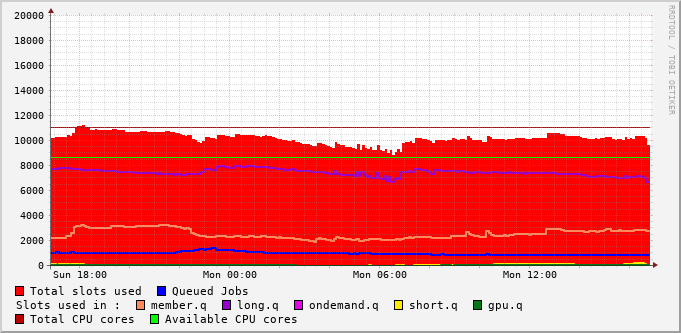 20000
18000
16000
14000
12000
10000
8000
6000
4000
2000
0
Sun 18:00 Mon 00:00 Mon 06:00 Mon 12:00
RRDTOOL / TOBI OETIKER
Total slots used Queued Jobs
Slots used in : member.q long.q ondemand.q short.q gpu.q
Total CPU cores Available CPU cores